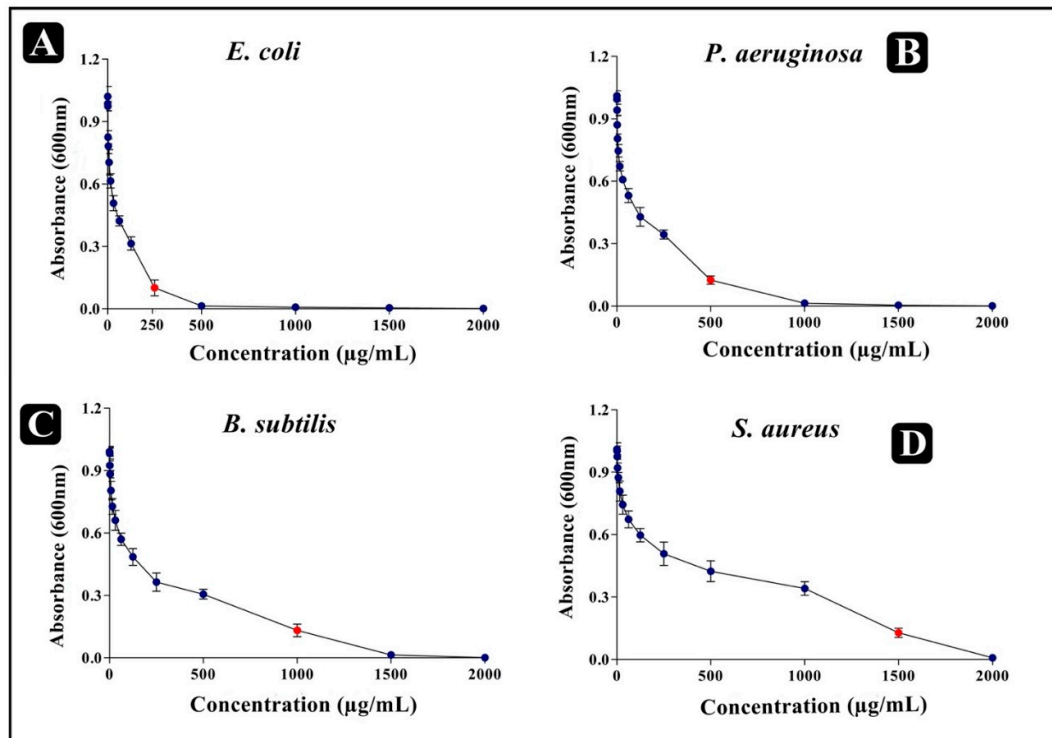 A
E. coli
1.2
0.9
0.6
0.3
0.0
Absorbance (600nm)
0 250 500 1000 1500 2000
Concentration (µg/mL)
P. aeruginosa
B
1.2
0.9
0.6
0.3
0.0
Absorbance (600nm)
0 500 1000 1500 2000
Concentration (µg/mL)
C
B. subtilis
1.2
0.9
0.6
0.3
0.0
Absorbance (600nm)
0 500 1000 1500 2000
Concentration (µg/mL)
S. aureus
D
1.2
0.9
0.6
0.3
0.0
Absorbance (600nm)
0 500 1000 1500 2000
Concentration (µg/mL)